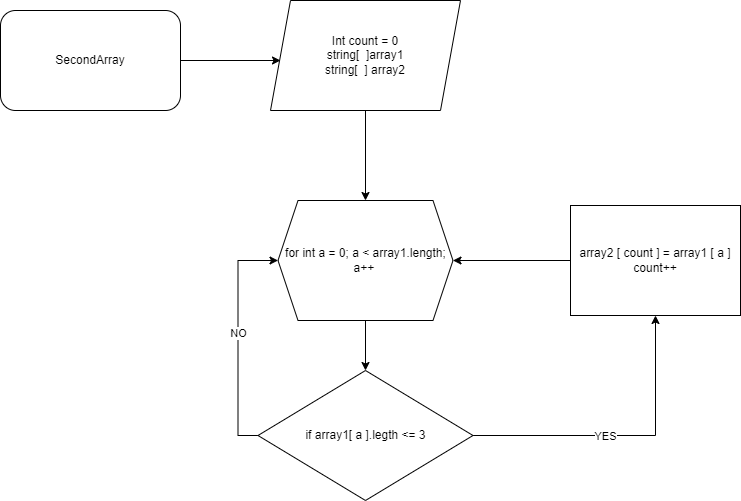 SecondArray
Int count = 0
string[  ]array1
string[  ] array2
for int a = 0; a < array1.length;
a++
array2 [ count ] = array1 [ a ]
count++
NO
if array1[ a ].legth <= 3
YES